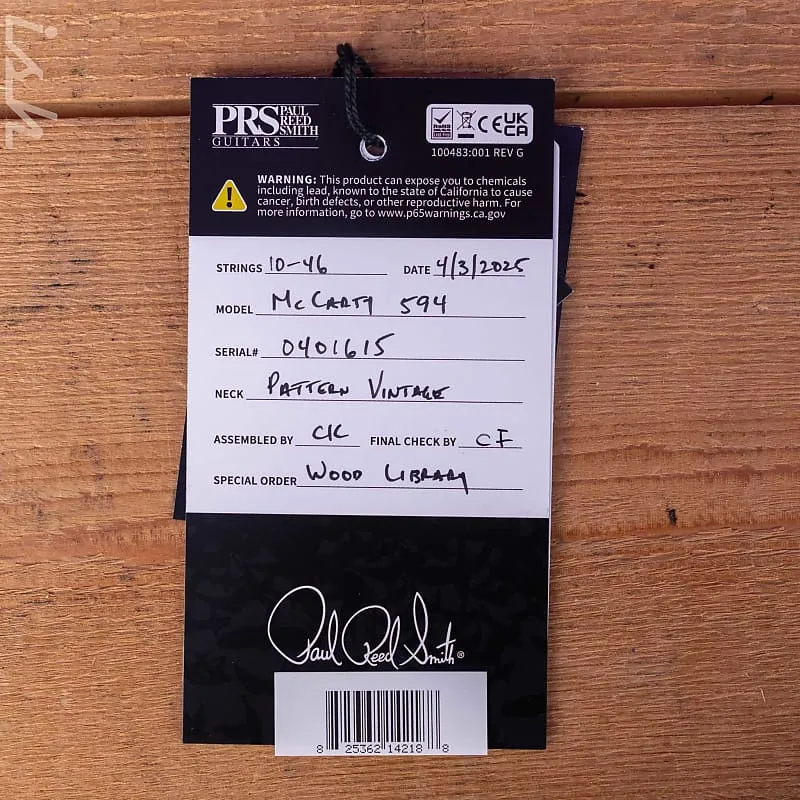 PRS PAUL REED SMITH
GUITARS
RoHS CE UK CA
100483:001 REV G
WARNING: This product can expose you to chemicals
including lead, known to the state of California to cause
cancer, birth defects, or other reproductive harm. For
more information, go to www.p65warnings.ca.gov
STRINGS 10-46 DATE 4/3/2025
MODEL McCarty 594
SERIAL# 0401615
NECK PATTERN VINTAGE
ASSEMBLED BY CK FINAL CHECK BY CF
SPECIAL ORDER WOOD LIBRARY
Paul Reed Smith®
8 25362 14218 8